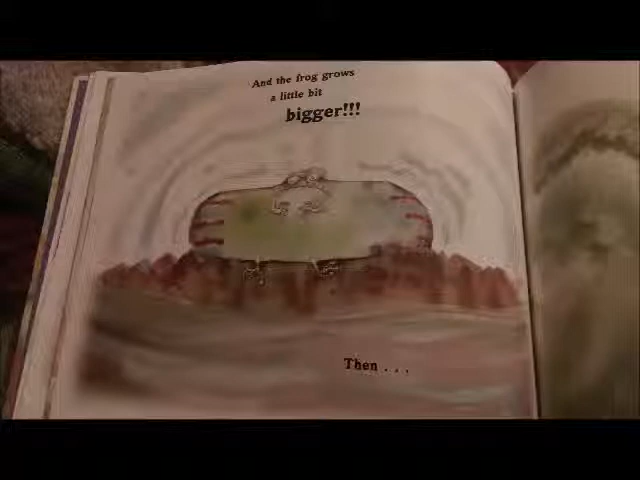 And the frog grows
a little bit
bigger!!!
Then . . .